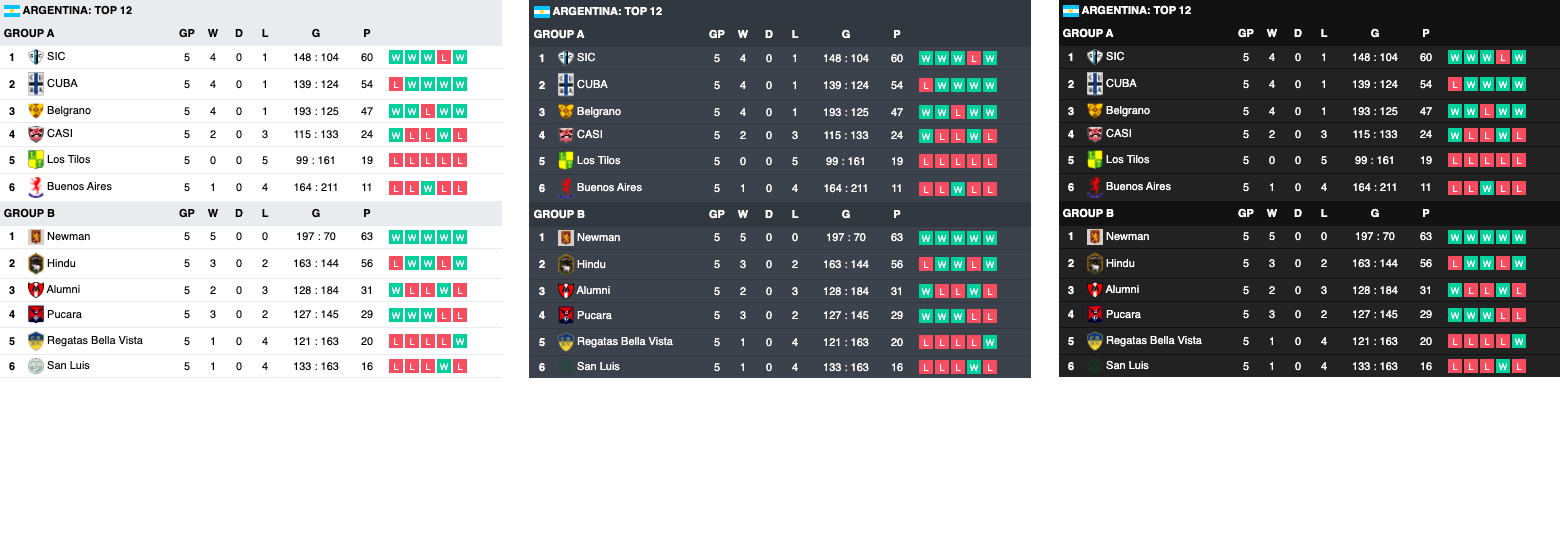 ARGENTINA: TOP 12
GROUP A GP W D L G P
1 SIC 5 4 0 1 148 : 104 60 W W W L W
2 CUBA 5 4 0 1 139 : 124 54 L W W W W
3 Belgrano 5 4 0 1 193 : 125 47 W W L W W
4 CASI 5 2 0 3 115 : 133 24 W L L W L
5 Los Tilos 5 0 0 5 99 : 161 19 L L L L L
6 Buenos Aires 5 1 0 4 164 : 211 11 L L W L L
GROUP B GP W D L G P
1 Newman 5 5 0 0 197 : 70 63 W W W W W
2 Hindu 5 3 0 2 163 : 144 56 L W W L W
3 Alumni 5 2 0 3 128 : 184 31 W L L W L
4 Pucara 5 3 0 2 127 : 145 29 W W W L L
5 Regatas Bella Vista 5 1 0 4 121 : 163 20 L L L L W
6 San Luis 5 1 0 4 133 : 163 16 L L L W L
ARGENTINA: TOP 12
GROUP A GP W D L G P
1 SIC 5 4 0 1 148 : 104 60 W W W L W
2 CUBA 5 4 0 1 139 : 124 54 L W W W W
3 Belgrano 5 4 0 1 193 : 125 47 W W L W W
4 CASI 5 2 0 3 115 : 133 24 W L L W L
5 Los Tilos 5 0 0 5 99 : 161 19 L L L L L
6 Buenos Aires 5 1 0 4 164 : 211 11 L L W L L
GROUP B GP W D L G P
1 Newman 5 5 0 0 197 : 70 63 W W W W W
2 Hindu 5 3 0 2 163 : 144 56 L W W L W
3 Alumni 5 2 0 3 128 : 184 31 W L L W L
4 Pucara 5 3 0 2 127 : 145 29 W W W L L
5 Regatas Bella Vista 5 1 0 4 121 : 163 20 L L L L W
6 San Luis 5 1 0 4 133 : 163 16 L L L W L
ARGENTINA: TOP 12
GROUP A GP W D L G P
1 SIC 5 4 0 1 148 : 104 60 W W W L W
2 CUBA 5 4 0 1 139 : 124 54 L W W W W
3 Belgrano 5 4 0 1 193 : 125 47 W W L W W
4 CASI 5 2 0 3 115 : 133 24 W L L W L
5 Los Tilos 5 0 0 5 99 : 161 19 L L L L L
6 Buenos Aires 5 1 0 4 164 : 211 11 L L W L L
GROUP B GP W D L G P
1 Newman 5 5 0 0 197 : 70 63 W W W W W
2 Hindu 5 3 0 2 163 : 144 56 L W W L W
3 Alumni 5 2 0 3 128 : 184 31 W L L W L
4 Pucara 5 3 0 2 127 : 145 29 W W W L L
5 Regatas Bella Vista 5 1 0 4 121 : 163 20 L L L L W
6 San Luis 5 1 0 4 133 : 163 16 L L L W L